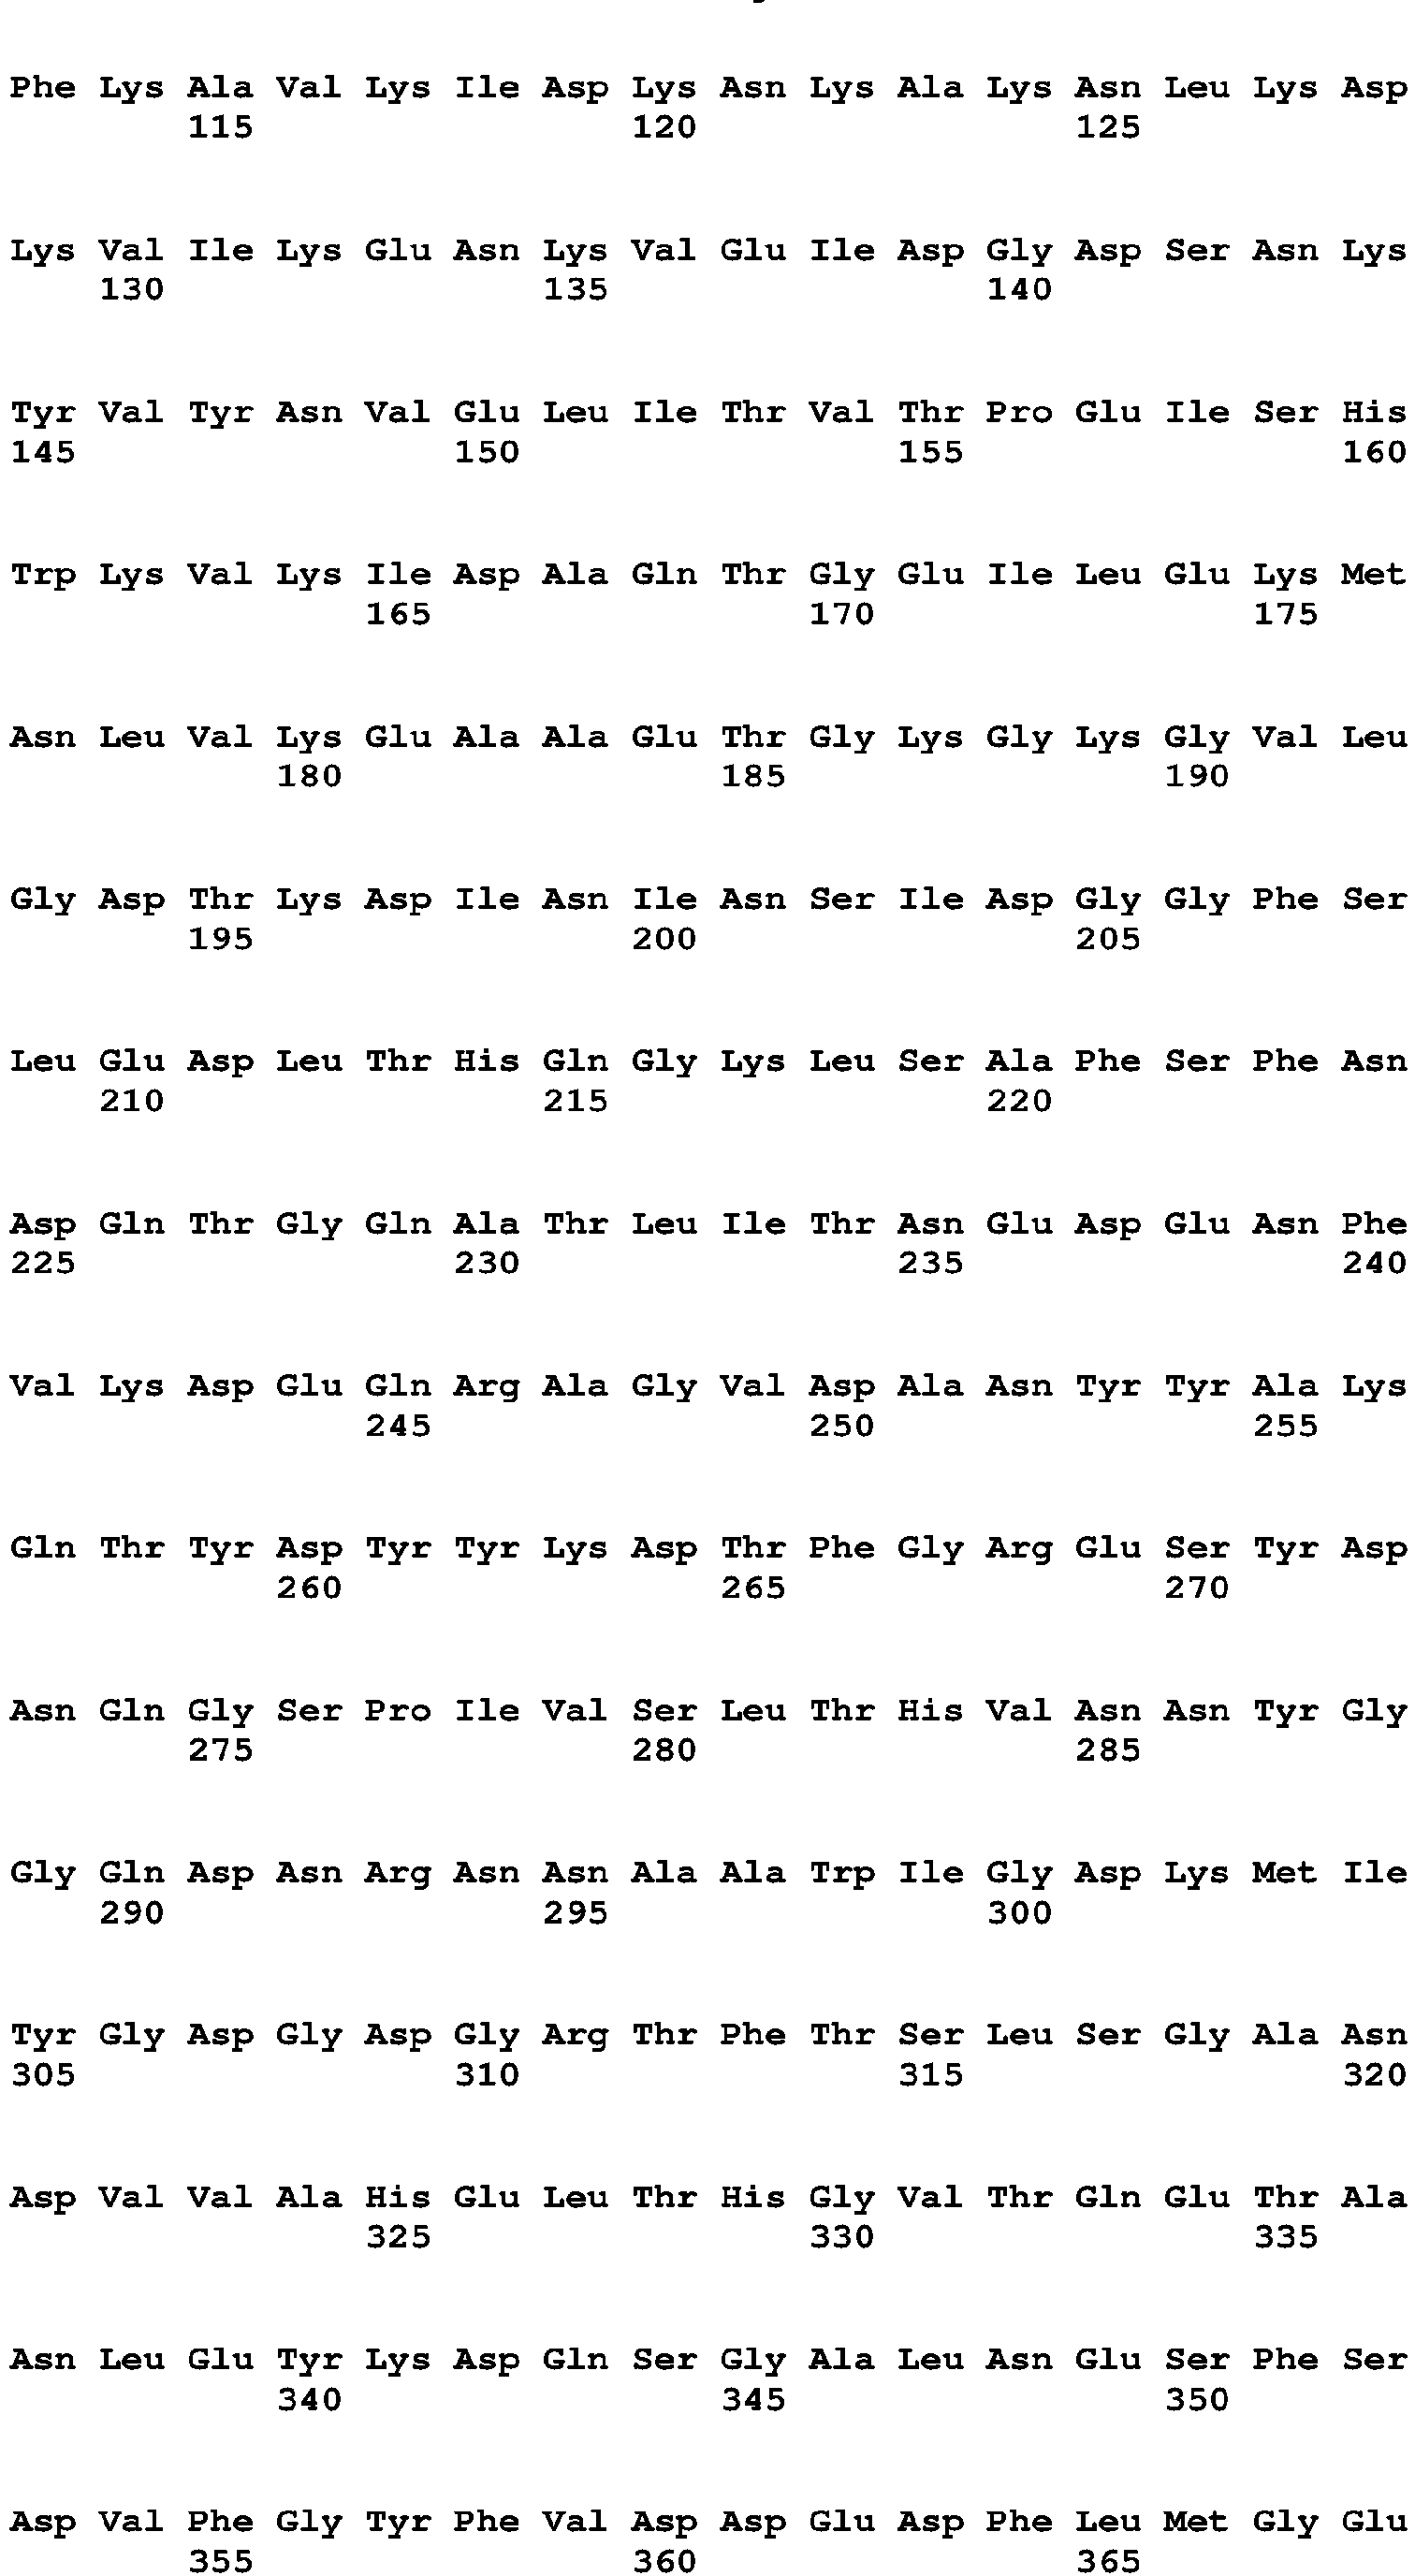 Phe Lys Ala Val Lys Ile Asp Lys Asn Lys Ala Lys Asn Leu Lys Asp
115 120 125
Lys Val Ile Lys Glu Asn Lys Val Glu Ile Asp Gly Asp Ser Asn Lys
130 135 140
Tyr Val Tyr Asn Val Glu Leu Ile Thr Val Thr Pro Glu Ile Ser His
145 150 155 160
Trp Lys Val Lys Ile Asp Ala Gln Thr Gly Glu Ile Leu Glu Lys Met
165 170 175
Asn Leu Val Lys Glu Ala Ala Glu Thr Gly Lys Gly Lys Gly Val Leu
180 185 190
Gly Asp Thr Lys Asp Ile Asn Ile Asn Ser Ile Asp Gly Gly Phe Ser
195 200 205
Leu Glu Asp Leu Thr His Gln Gly Lys Leu Ser Ala Phe Ser Phe Asn
210 215 220
Asp Gln Thr Gly Gln Ala Thr Leu Ile Thr Asn Glu Asp Glu Asn Phe
225 230 235 240
Val Lys Asp Glu Gln Arg Ala Gly Val Asp Ala Asn Tyr Tyr Ala Lys
245 250 255
Gln Thr Tyr Asp Tyr Tyr Lys Asp Thr Phe Gly Arg Glu Ser Tyr Asp
260 265 270
Asn Gln Gly Ser Pro Ile Val Ser Leu Thr His Val Asn Asn Tyr Gly
275 280 285
Gly Gln Asp Asn Arg Asn Asn Ala Ala Trp Ile Gly Asp Lys Met Ile
290 295 300
Tyr Gly Asp Gly Asp Gly Arg Thr Phe Thr Ser Leu Ser Gly Ala Asn
305 310 315 320
Asp Val Val Ala His Glu Leu Thr His Gly Val Thr Gln Glu Thr Ala
325 330 335
Asn Leu Glu Tyr Lys Asp Gln Ser Gly Ala Leu Asn Glu Ser Phe Ser
340 345 350
Asp Val Phe Gly Tyr Phe Val Asp Asp Glu Asp Phe Leu Met Gly Glu
355 360 365